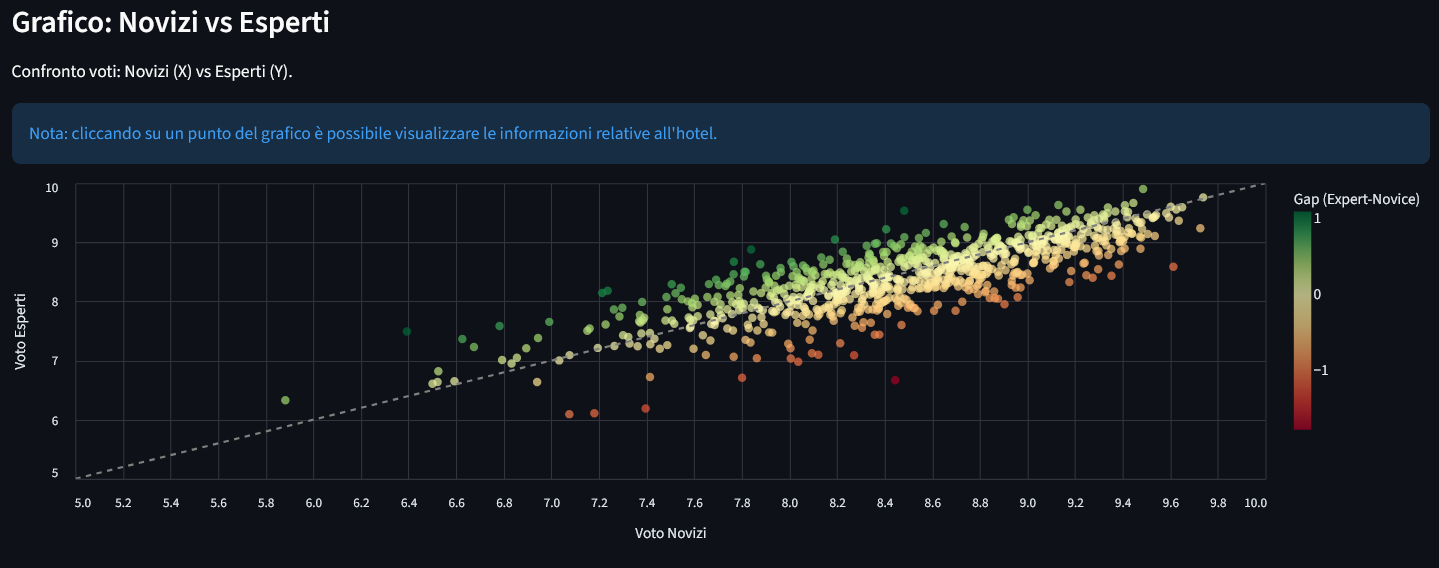 Grafico: Novizi vs Esperti
Confronto voti: Novizi (X) vs Esperti (Y).
Nota: cliccando su un punto del grafico è possibile visualizzare le informazioni relative all'hotel.
10
9
8
7
6
5
Voto Esperti
5.0 5.2 5.4 5.6 5.8 6.0 6.2 6.4 6.6 6.8 7.0 7.2 7.4 7.6 7.8 8.0 8.2 8.4 8.6 8.8 9.0 9.2 9.4 9.6 9.8 10.0
Voto Novizi
Gap (Expert-Novice)
1
0
−1